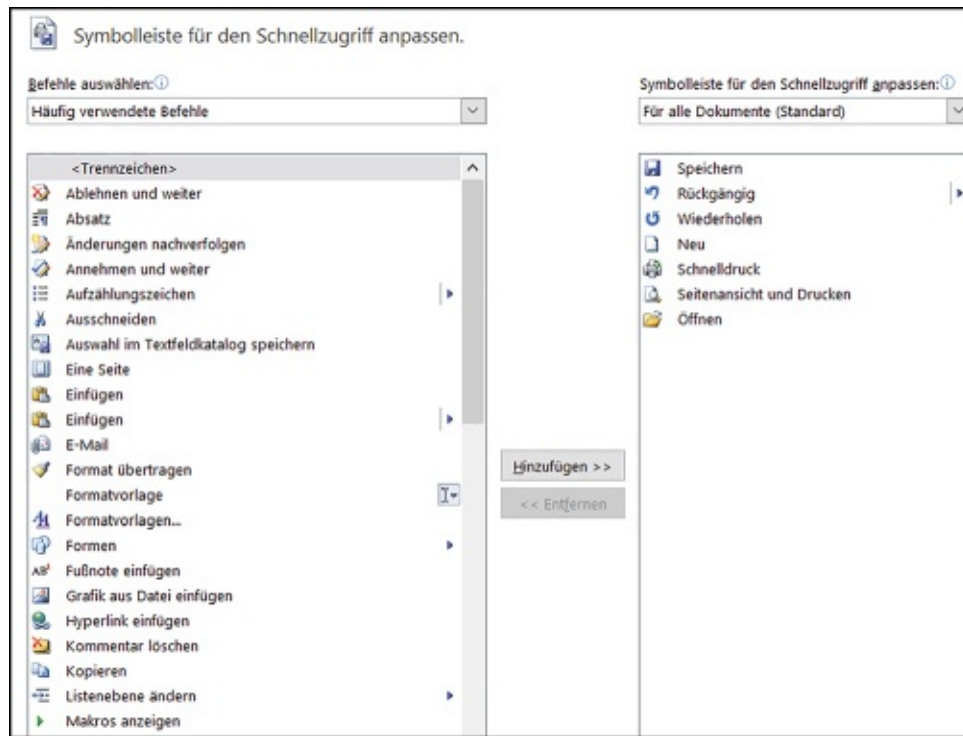 Symbolleiste für den Schnellzugriff anpassen.
Befehle auswählen:
Häufig verwendete Befehle
<Trennzeichen>
Ablehnen und weiter
Absatz
Änderungen nachverfolgen
Annehmen und weiter
Aufzählungszeichen
Ausschneiden
Auswahl im Textfeldkatalog speichern
Eine Seite
Einfügen
Einfügen
E-Mail
Format übertragen
Formatvorlage
Formatvorlagen...
Formen
Fußnote einfügen
Grafik aus Datei einfügen
Hyperlink einfügen
Kommentar löschen
Kopieren
Listenebene ändern
Makros anzeigen
Hinzufügen >>
<< Entfernen
Symbolleiste für den Schnellzugriff anpassen:
Für alle Dokumente (Standard)
Speichern
Rückgängig
Wiederholen
Neu
Schnelldruck
Seitenansicht und Drucken
Öffnen